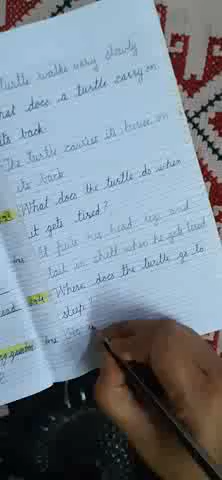 turtle walks very slowly
What does a turtle carry on
its back.
The turtle carries its house on
its back
What does the turtle do when
it gets tired?
It puts his head legs and
tail in shell when he gets tired
Where does the turtle go to
sleep?
Ans